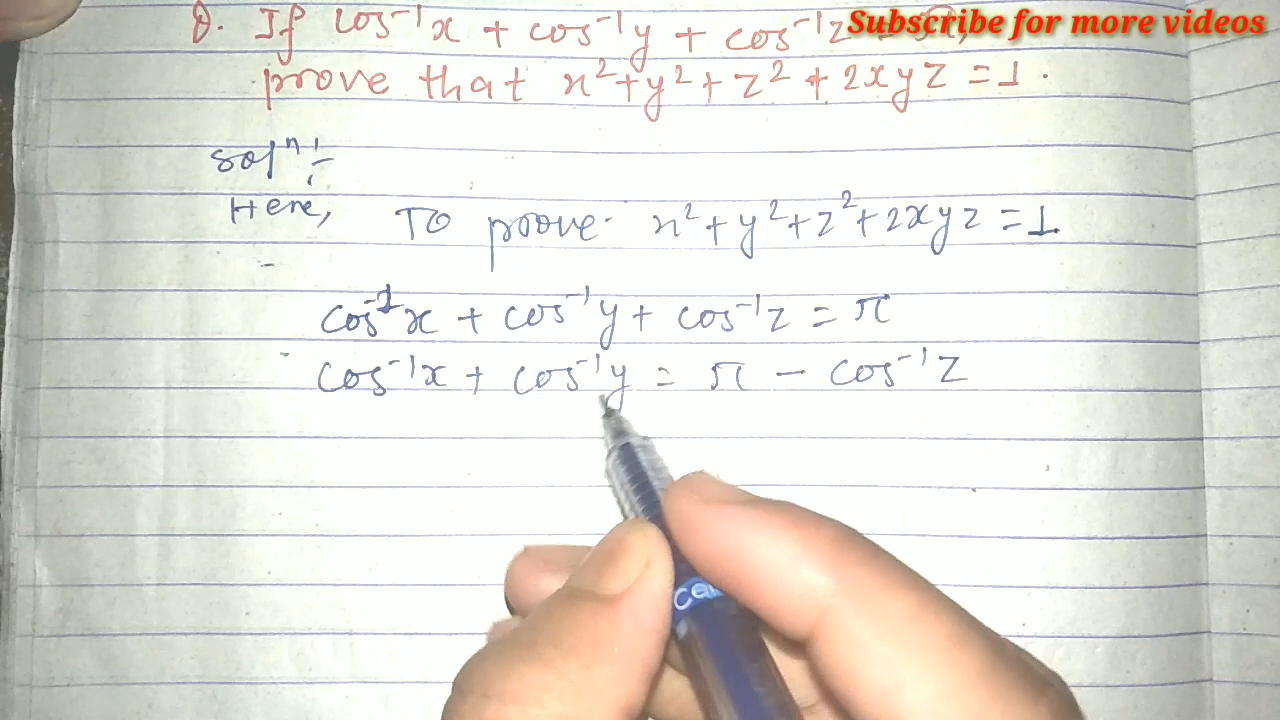 Subscribe for more videos
Q. If cos⁻¹x + cos⁻¹y + cos⁻¹z
prove that x² + y² + z² + 2xyz = 1.
Solⁿ:-
Here, To prove. x² + y² + z² + 2xyz = 1
cos⁻¹x + cos⁻¹y + cos⁻¹z = π
cos⁻¹x + cos⁻¹y = π - cos⁻¹z